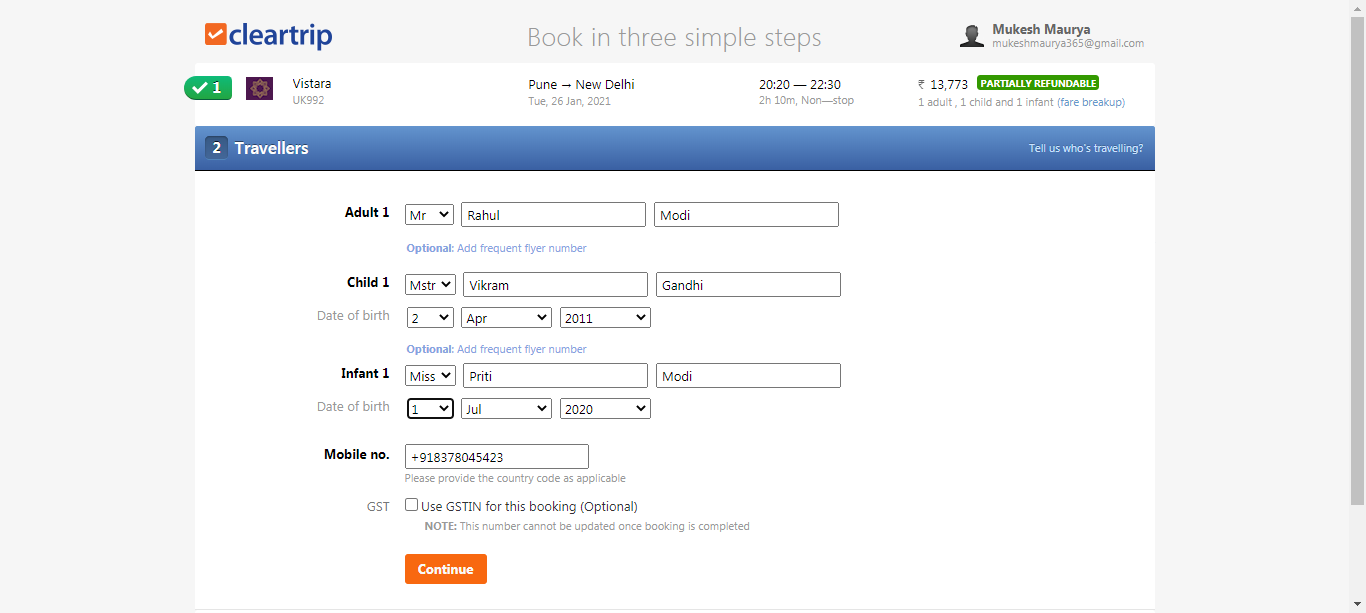 cleartrip
Book in three simple steps
Mukesh Maurya
mukeshmaurya365@gmail.com
1
Vistara
UK992
Pune → New Delhi
Tue, 26 Jan, 2021
20:20 — 22:30
2h 10m, Non—stop
₹ 13,773 PARTIALLY REFUNDABLE
1 adult , 1 child and 1 infant (fare breakup)
2 Travellers
Tell us who's travelling?
Adult 1 Mr Rahul Modi
Optional: Add frequent flyer number
Child 1 Mstr Vikram Gandhi
Date of birth 2 Apr 2011
Optional: Add frequent flyer number
Infant 1 Miss Priti Modi
Date of birth 1 Jul 2020
Mobile no. +918378045423
Please provide the country code as applicable
GST Use GSTIN for this booking (Optional)
NOTE: This number cannot be updated once booking is completed
Continue